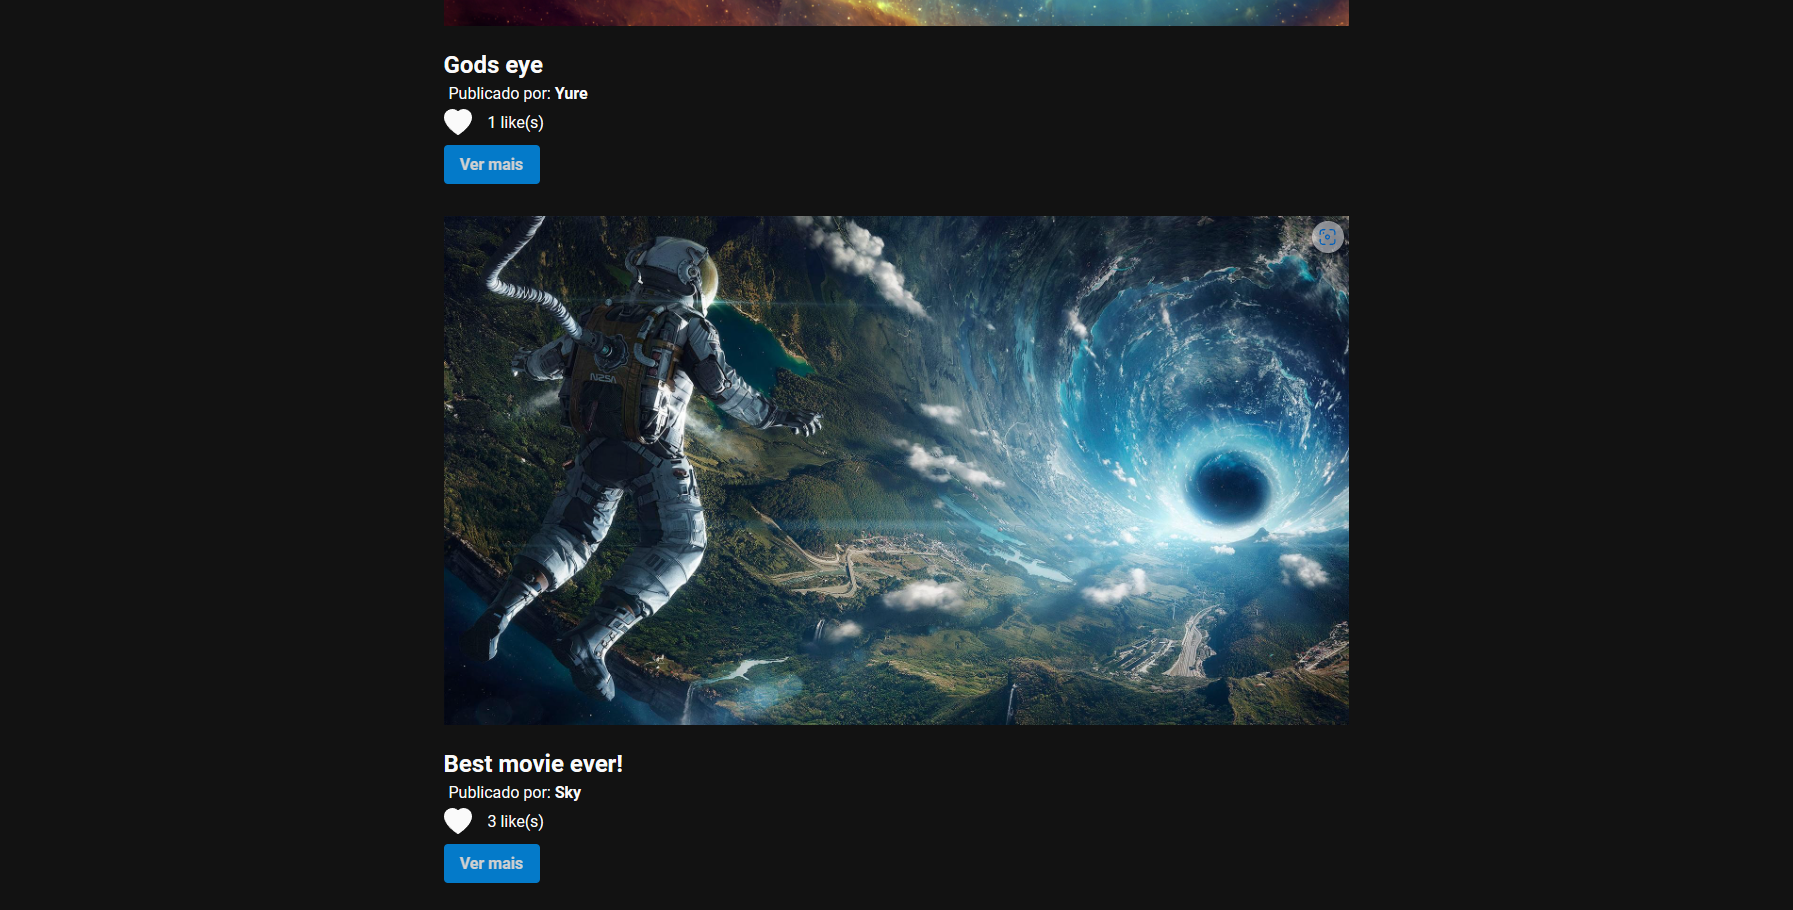 Gods eye
Publicado por: Yure
1 like(s)
Ver mais
NASA
Best movie ever!
Publicado por: Sky
3 like(s)
Ver mais